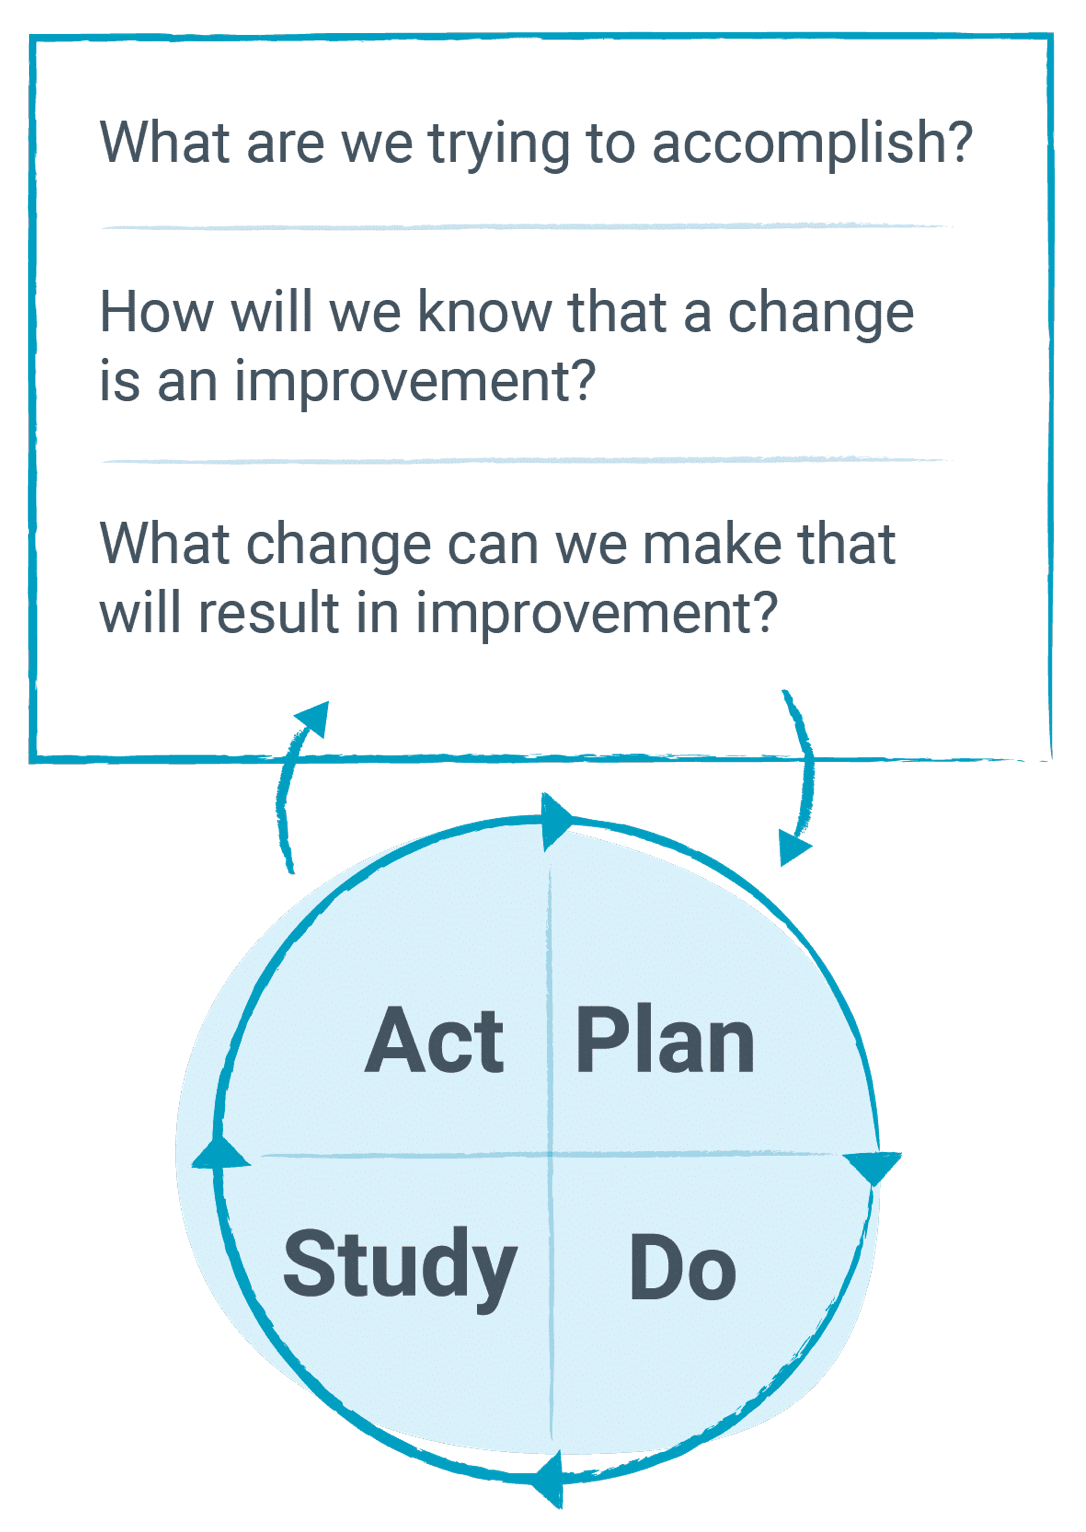 What are we trying to accomplish?
How will we know that a change
is an improvement?
What change can we make that
will result in improvement?
Act
Plan
Study
Do